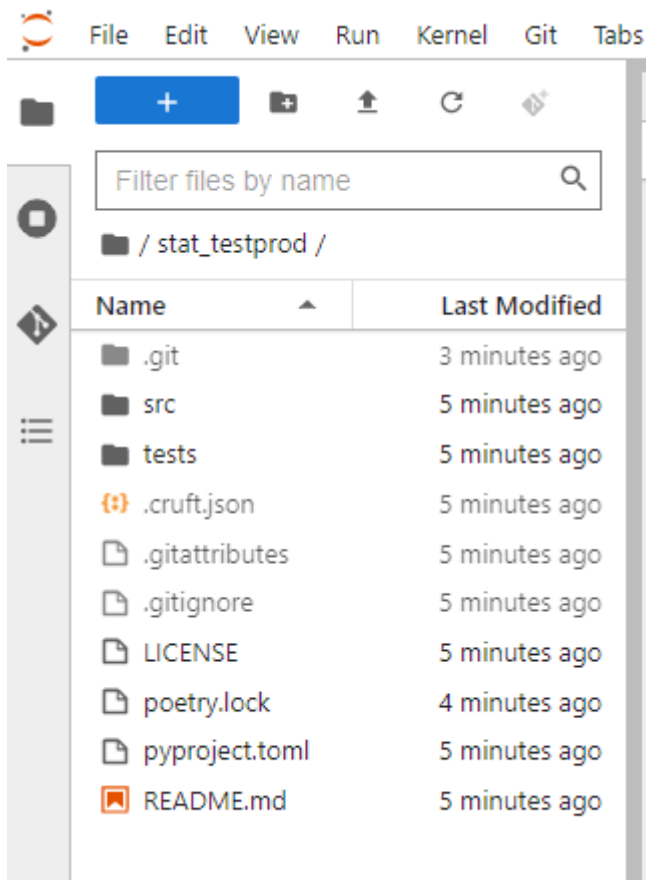 File Edit View Run Kernel Git Tabs
Filter files by name
/ stat_testprod /
Name Last Modified
.git 3 minutes ago
src 5 minutes ago
tests 5 minutes ago
.cruft.json 5 minutes ago
.gitattributes 5 minutes ago
.gitignore 5 minutes ago
LICENSE 5 minutes ago
poetry.lock 4 minutes ago
pyproject.toml 5 minutes ago
README.md 5 minutes ago